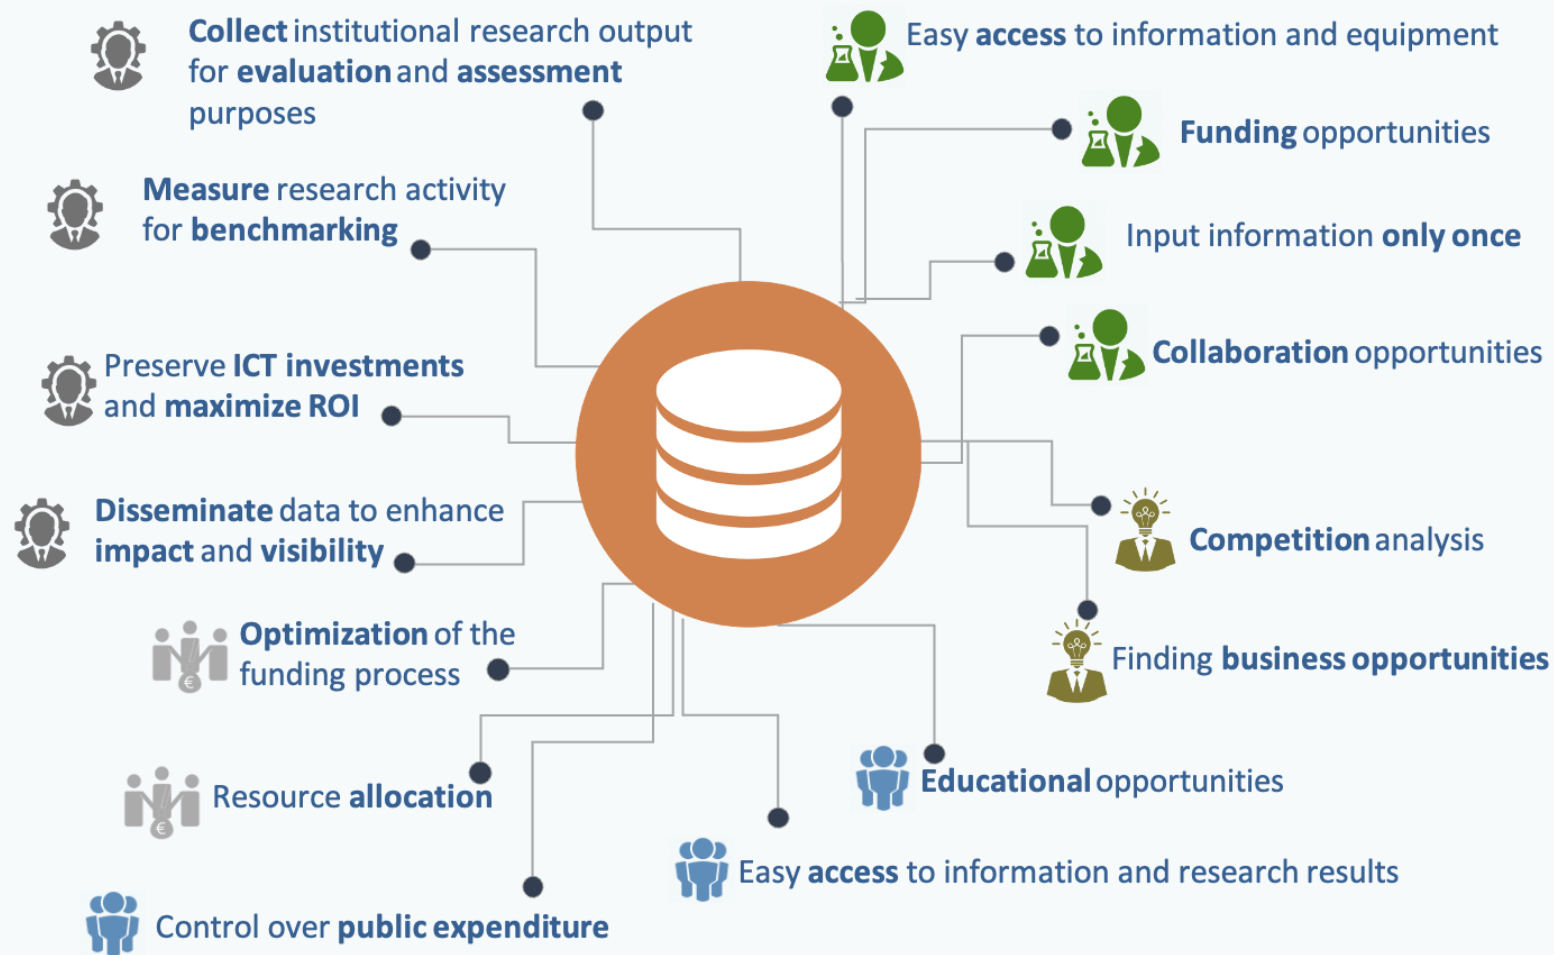 Collect institutional research output
for evaluation and assessment
purposes
Measure research activity
for benchmarking
Preserve ICT investments
and maximize ROI
Disseminate data to enhance
impact and visibility
Optimization of the
funding process
€
Resource allocation
€
Control over public expenditure
Easy access to information and equipment
Funding opportunities
Input information only once
Collaboration opportunities
Competition analysis
Finding business opportunities
Educational opportunities
Easy access to information and research results